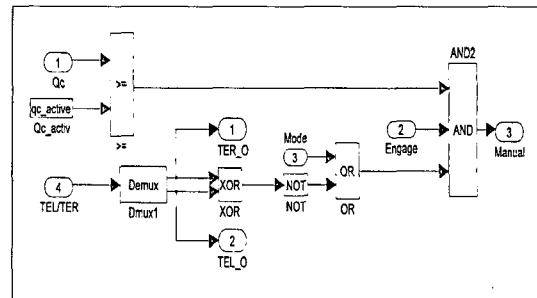 AND2
1
Qc
>=
qc_active
Qc_activ
>=
1
TER_O
Mode
3
2
Engage
AND
3
Manual
4
TEL/TER
Demux
Dmux1
XOR
XOR
NOT
NOT
OR
OR
2
TEL_O